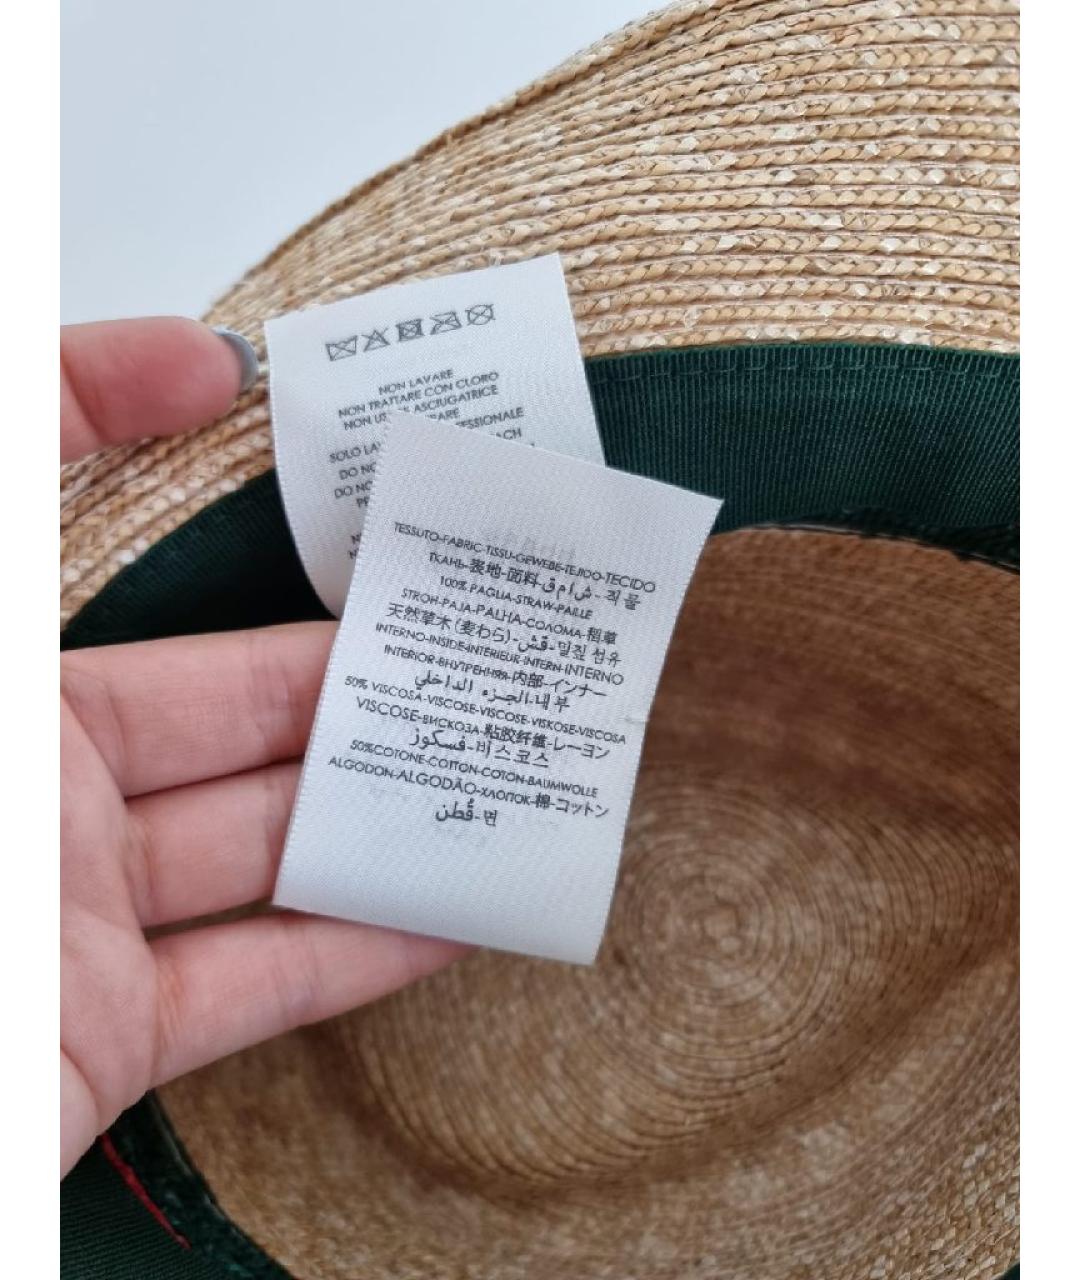 NON LAVARE
NON TRATTARE CON CLORO
ASCIUGATRICE
SOLO
DO
DO
TESSUTO-FABRIC-TISSU-GEWEBE-TEJIDO-TECIDO
ТКАНЬ-表地-面料-قماش-직물
100% PAGLIA-STRAW-PAILLE
STROH-PAJA-PALHA-СОЛОМА-稻草
天然草木(麦わら)-قش-밀짚 섬유
INTERNO-INSIDE-INTERIEUR-INTERN-INTERNO
INTERIOR-ВНУТРЕННЯЯ-内部-インナー
내부-الجزء الداخلي
50% VISCOSA-VISCOSE-VISCOSE-VISKOSE-VISCOSA
VISCOSE-ВИСКОЗА-粘胶纤维-レーヨン
비스코스-فسكوز
50%COTONE-COTTON-COTON-BAUMWOLLE
ALGODON-ALGODÃO-ХЛОПОК-棉-コットン
면-قُطن